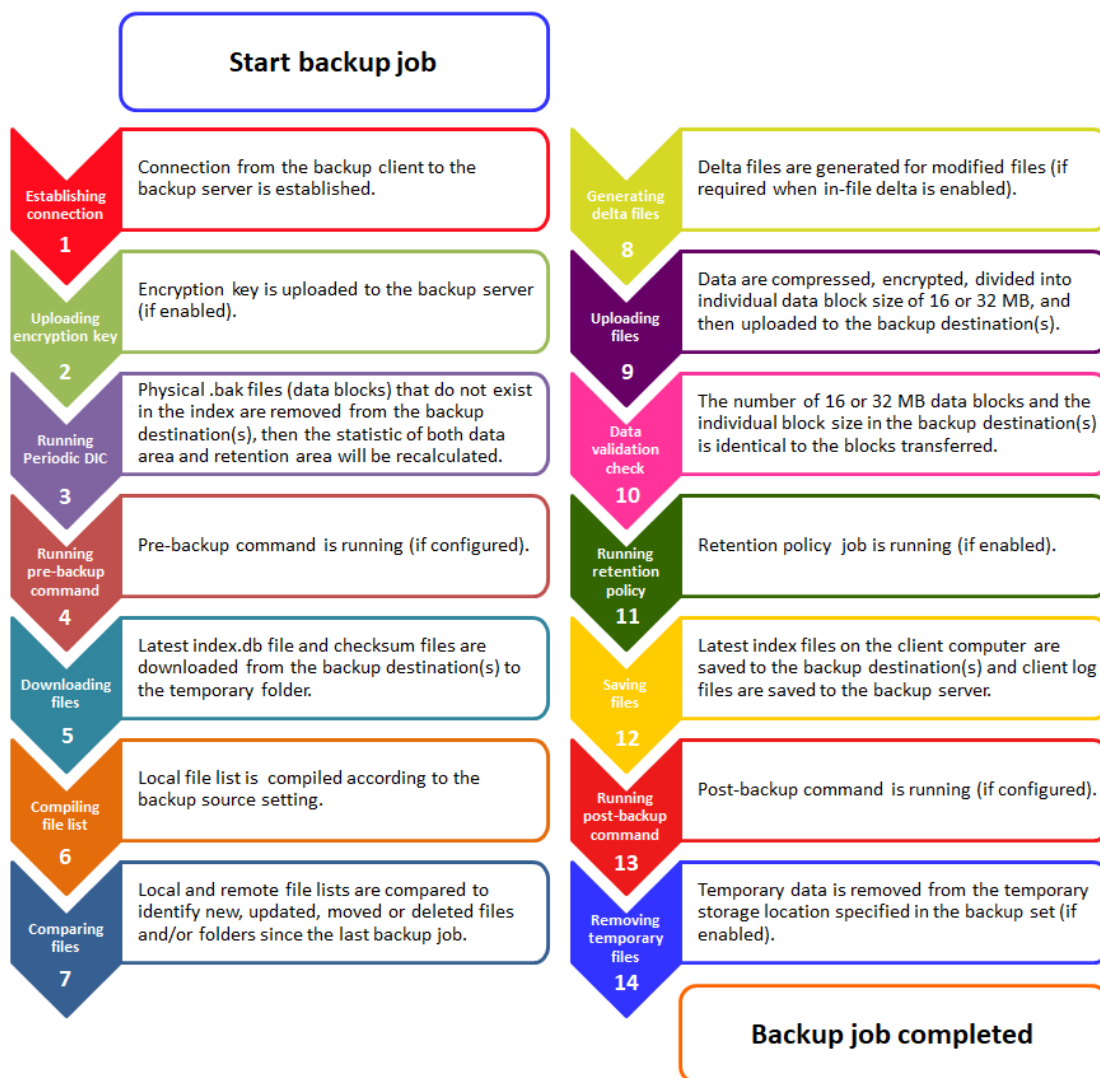 Start backup job
Establishing
connection
1
Connection from the backup client to the
backup server is established.
Uploading
encryption key
2
Encryption key is uploaded to the backup server
(if enabled).
Running
Periodic DIC
3
Physical .bak files (data blocks) that do not exist
in the index are removed from the backup
destination(s), then the statistic of both data
area and retention area will be recalculated.
Running
pre-backup
command
4
Pre-backup command is running (if configured).
Downloading
files
5
Latest index.db file and checksum files are
downloaded from the backup destination(s) to
the temporary folder.
Compiling
file list
6
Local file list is compiled according to the
backup source setting.
Comparing
files
7
Local and remote file lists are compared to
identify new, updated, moved or deleted files
and/or folders since the last backup job.
Generating
delta files
8
Delta files are generated for modified files (if
required when in-file delta is enabled).
Uploading
files
9
Data are compressed, encrypted, divided into
individual data block size of 16 or 32 MB, and
then uploaded to the backup destination(s).
Data
validation
check
10
The number of 16 or 32 MB data blocks and the
individual block size in the backup destination(s)
is identical to the blocks transferred.
Running
retention
policy
11
Retention policy job is running (if enabled).
Saving
files
12
Latest index files on the client computer are
saved to the backup destination(s) and client log
files are saved to the backup server.
Running
post-backup
command
13
Post-backup command is running (if configured).
Removing
temporary
files
14
Temporary data is removed from the temporary
storage location specified in the backup set (if
enabled).
Backup job completed